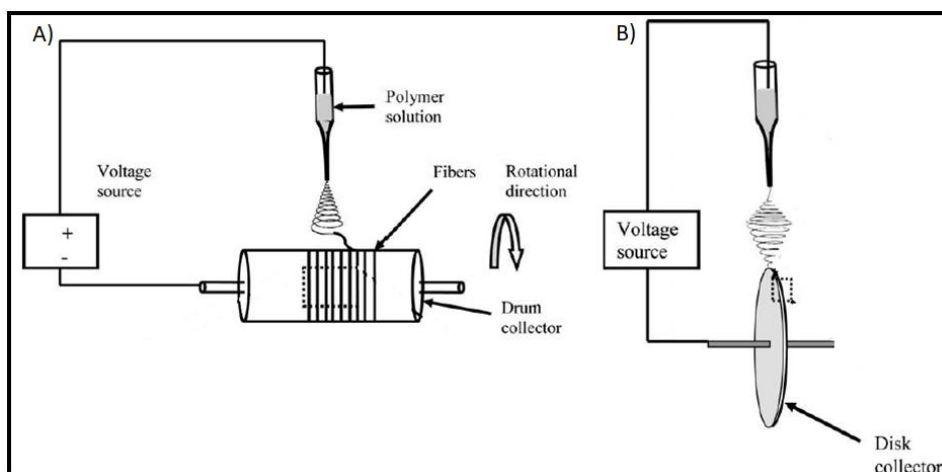 A)
Polymer
solution
Voltage
source
+
-
Fibers
Rotational
direction
Drum
collector
B)
Voltage
source
Disk
collector